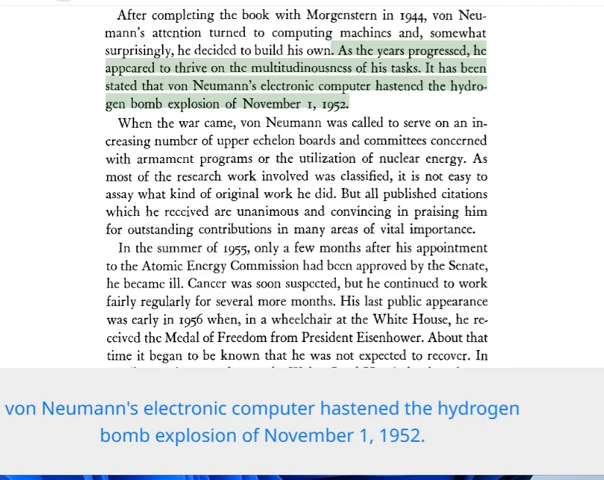 After completing the book with Morgenstern in 1944, von Neu-
mann's attention turned to computing machines and, somewhat
surprisingly, he decided to build his own. As the years progressed, he
appeared to thrive on the multitudinousness of his tasks. It has been
stated that von Neumann's electronic computer hastened the hydro-
gen bomb explosion of November 1, 1952.
When the war came, von Neumann was called to serve on an in-
creasing number of upper echelon boards and committees concerned
with armament programs or the utilization of nuclear energy. As
most of the research work involved was classified, it is not easy to
assay what kind of original work he did. But all published citations
which he received are unanimous and convincing in praising him
for outstanding contributions in many areas of vital importance.
In the summer of 1955, only a few months after his appointment
to the Atomic Energy Commission had been approved by the Senate,
he became ill. Cancer was soon suspected, but he continued to work
fairly regularly for several more months. His last public appearance
was early in 1956 when, in a wheelchair at the White House, he re-
ceived the Medal of Freedom from President Eisenhower. About that
time it began to be known that he was not expected to recover. In
von Neumann's electronic computer hastened the hydrogen
bomb explosion of November 1, 1952.